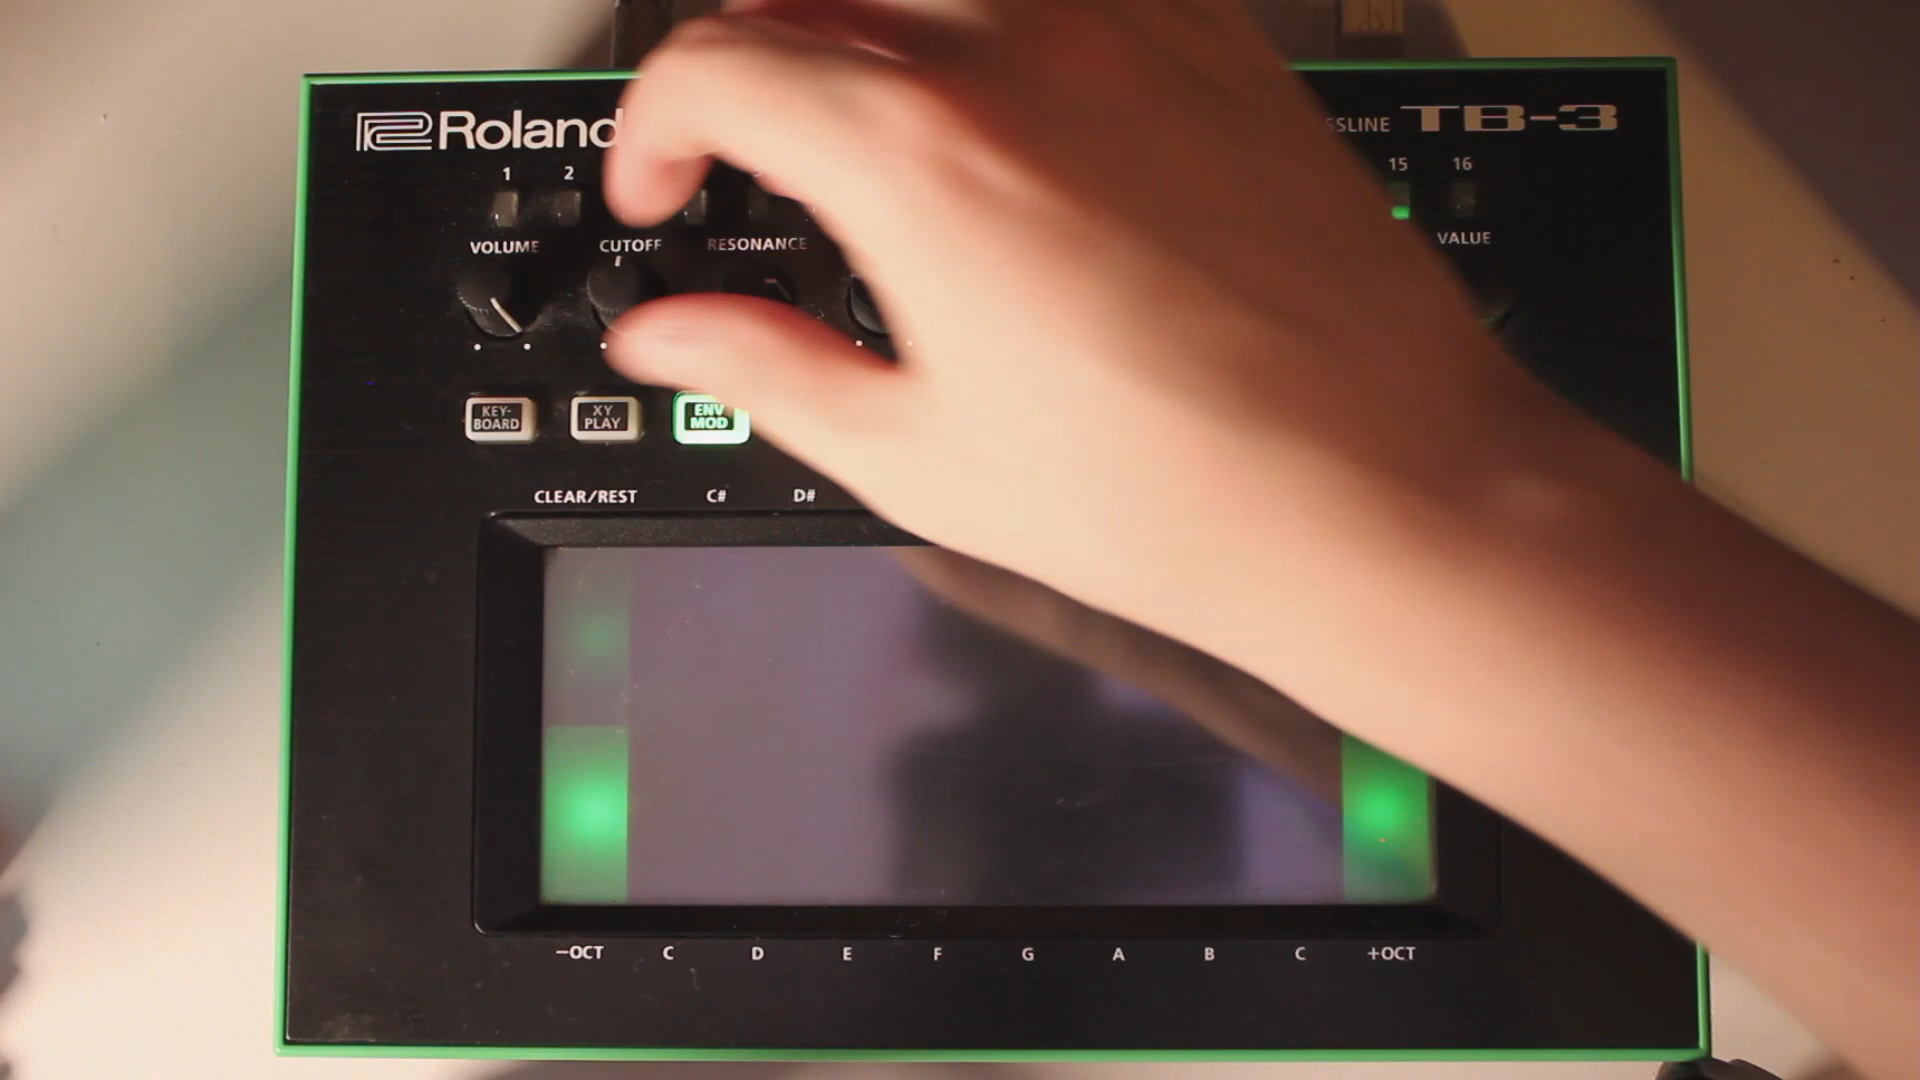 Roland
SSLINE TB-3
1 2 15 16
VOLUME CUTOFF RESONANCE VALUE
KEY-
BOARD
XY
PLAY
ENV
MOD
CLEAR/REST C# D#
−OCT C D E F G A B C +OCT